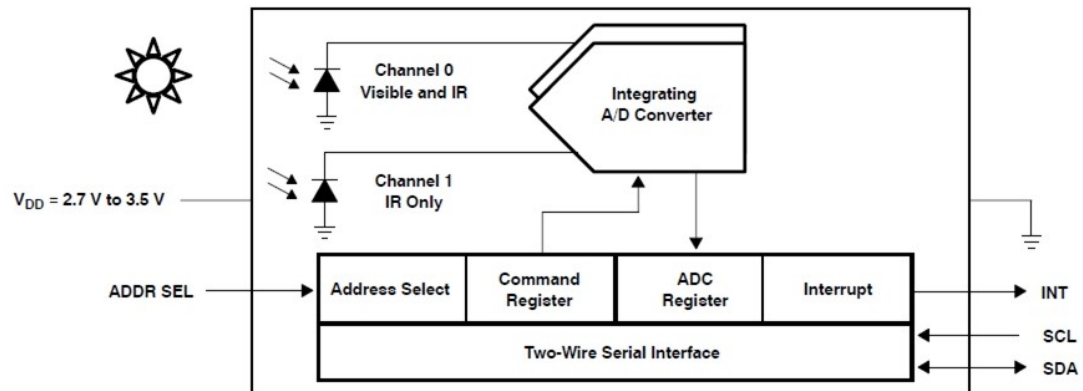 Channel 0
Visible and IR
Integrating
A/D Converter
Channel 1
IR Only
VDD = 2.7 V to 3.5 V
ADDR SEL
Address Select
Command
Register
ADC
Register
Interrupt
INT
Two-Wire Serial Interface
SCL
SDA